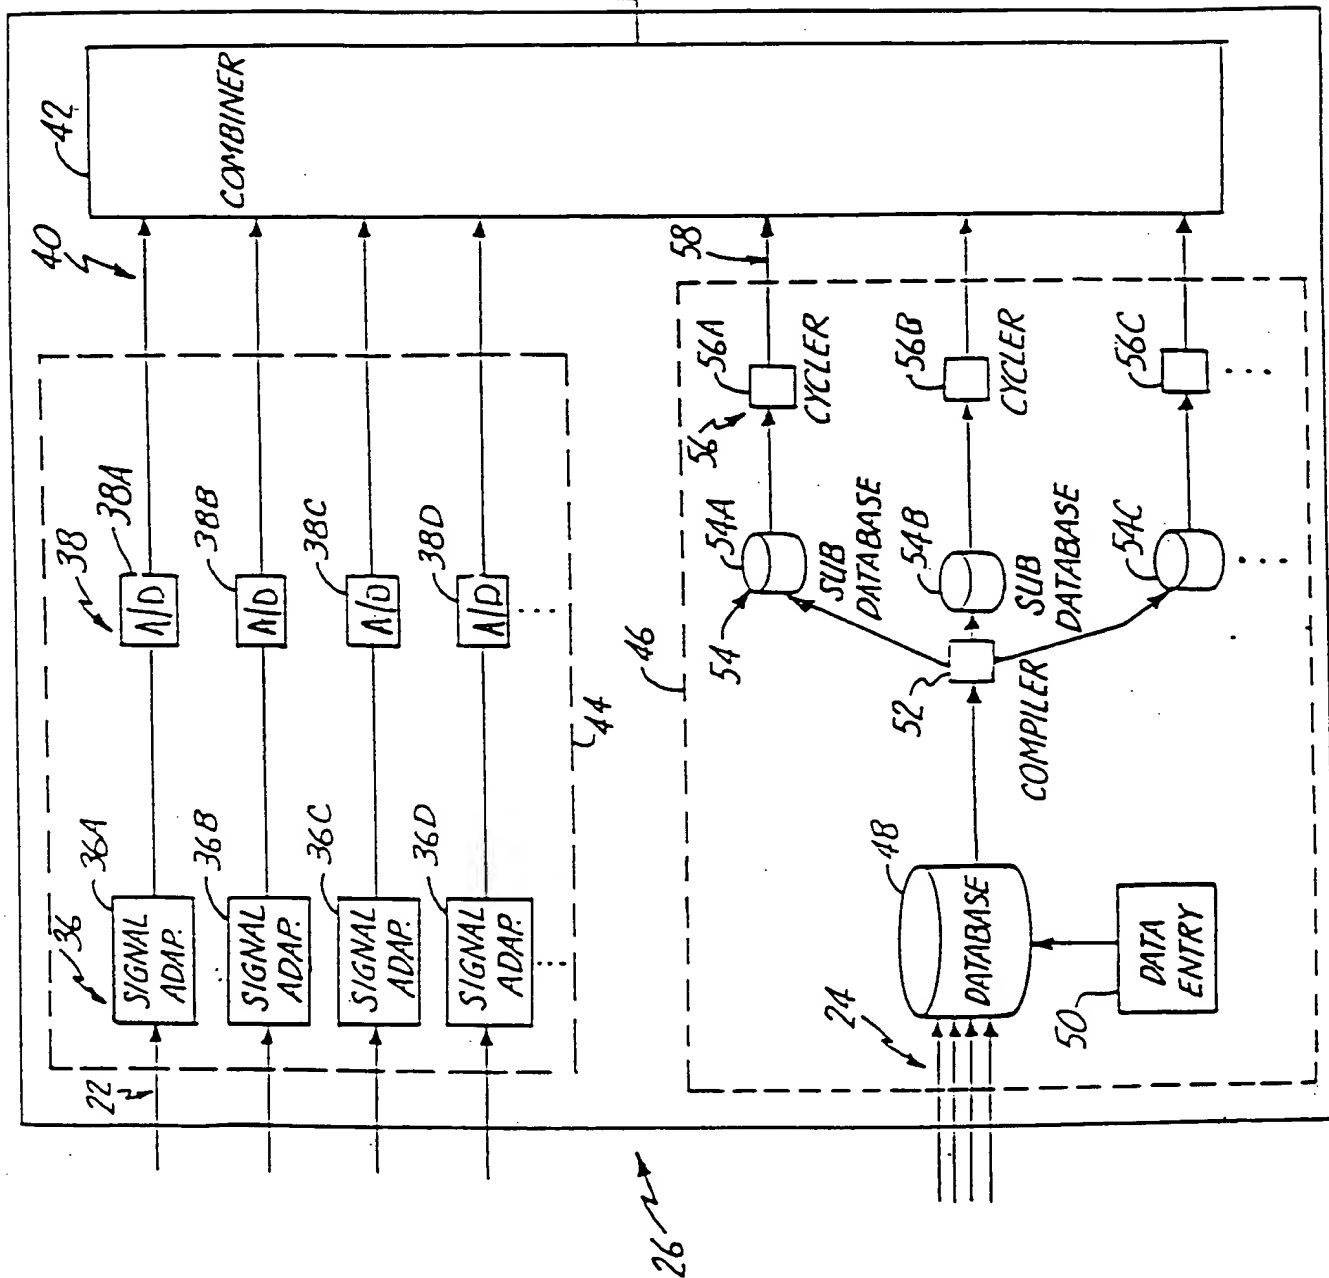 42
COMBINER
40
38
38A
A/D
38B
A/D
38C
A/D
38D
A/D
36
36A
SIGNAL
ADAP.
36B
SIGNAL
ADAP.
36C
SIGNAL
ADAP.
36D
SIGNAL
ADAP.
22
44
46
58
56
56A
CYCLER
56B
CYCLER
56C
54
54A
SUB
DATABASE
54B
SUB
DATABASE
54C
52
COMPILER
48
DATABASE
24
50
DATA
ENTRY
26